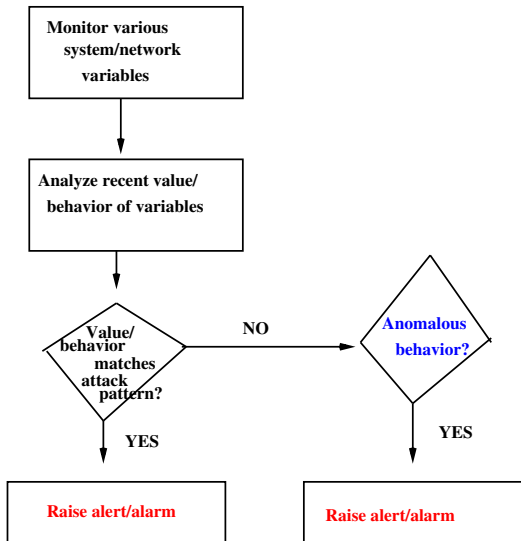 Monitor various
system/network
variables
Analyze recent value/
behavior of variables
Value/
behavior
matches
attack
pattern?
NO
Anomalous
behavior?
YES
YES
Raise alert/alarm
Raise alert/alarm